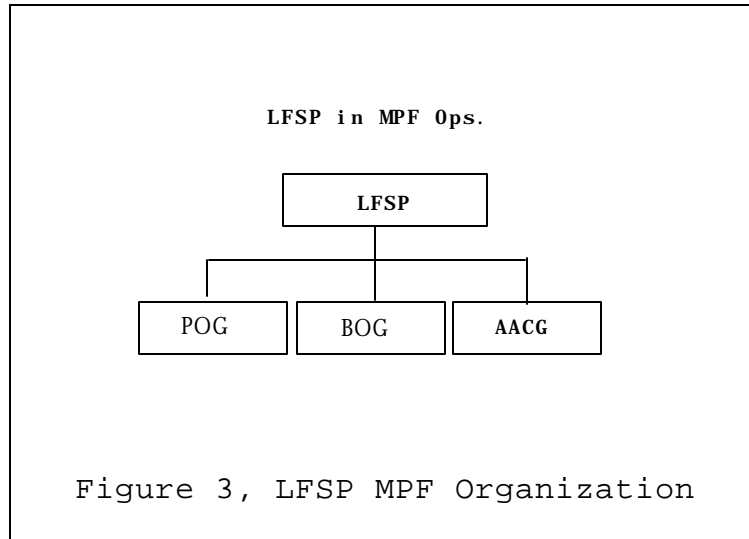 LFSP in MPF Ops.
LFSP
POG BOG AACG
Figure 3, LFSP MPF Organization